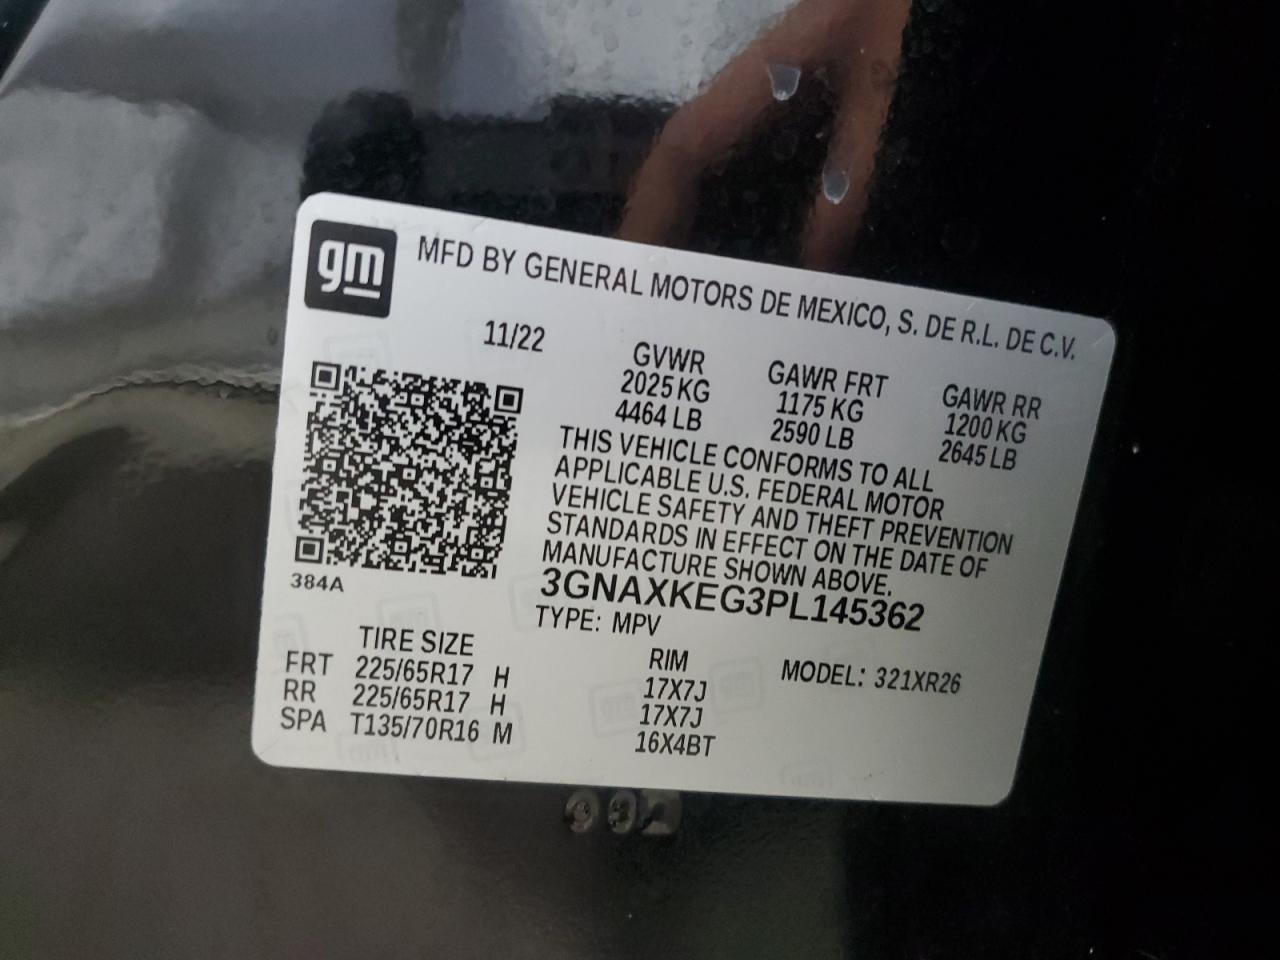 gm MFD BY GENERAL MOTORS DE MEXICO, S. DE R.L. DE C.V.
11/22
GVWR GAWR FRT GAWR RR
2025 KG 1175 KG 1200 KG
4464 LB 2590 LB 2645 LB
THIS VEHICLE CONFORMS TO ALL
APPLICABLE U.S. FEDERAL MOTOR
VEHICLE SAFETY AND THEFT PREVENTION
STANDARDS IN EFFECT ON THE DATE OF
MANUFACTURE SHOWN ABOVE.
384A
3GNAXKEG3PL145362
TYPE: MPV
MODEL: 321XR26
TIRE SIZE RIM
FRT 225/65R17 H 17X7J
RR 225/65R17 H 17X7J
SPA T135/70R16 M 16X4BT